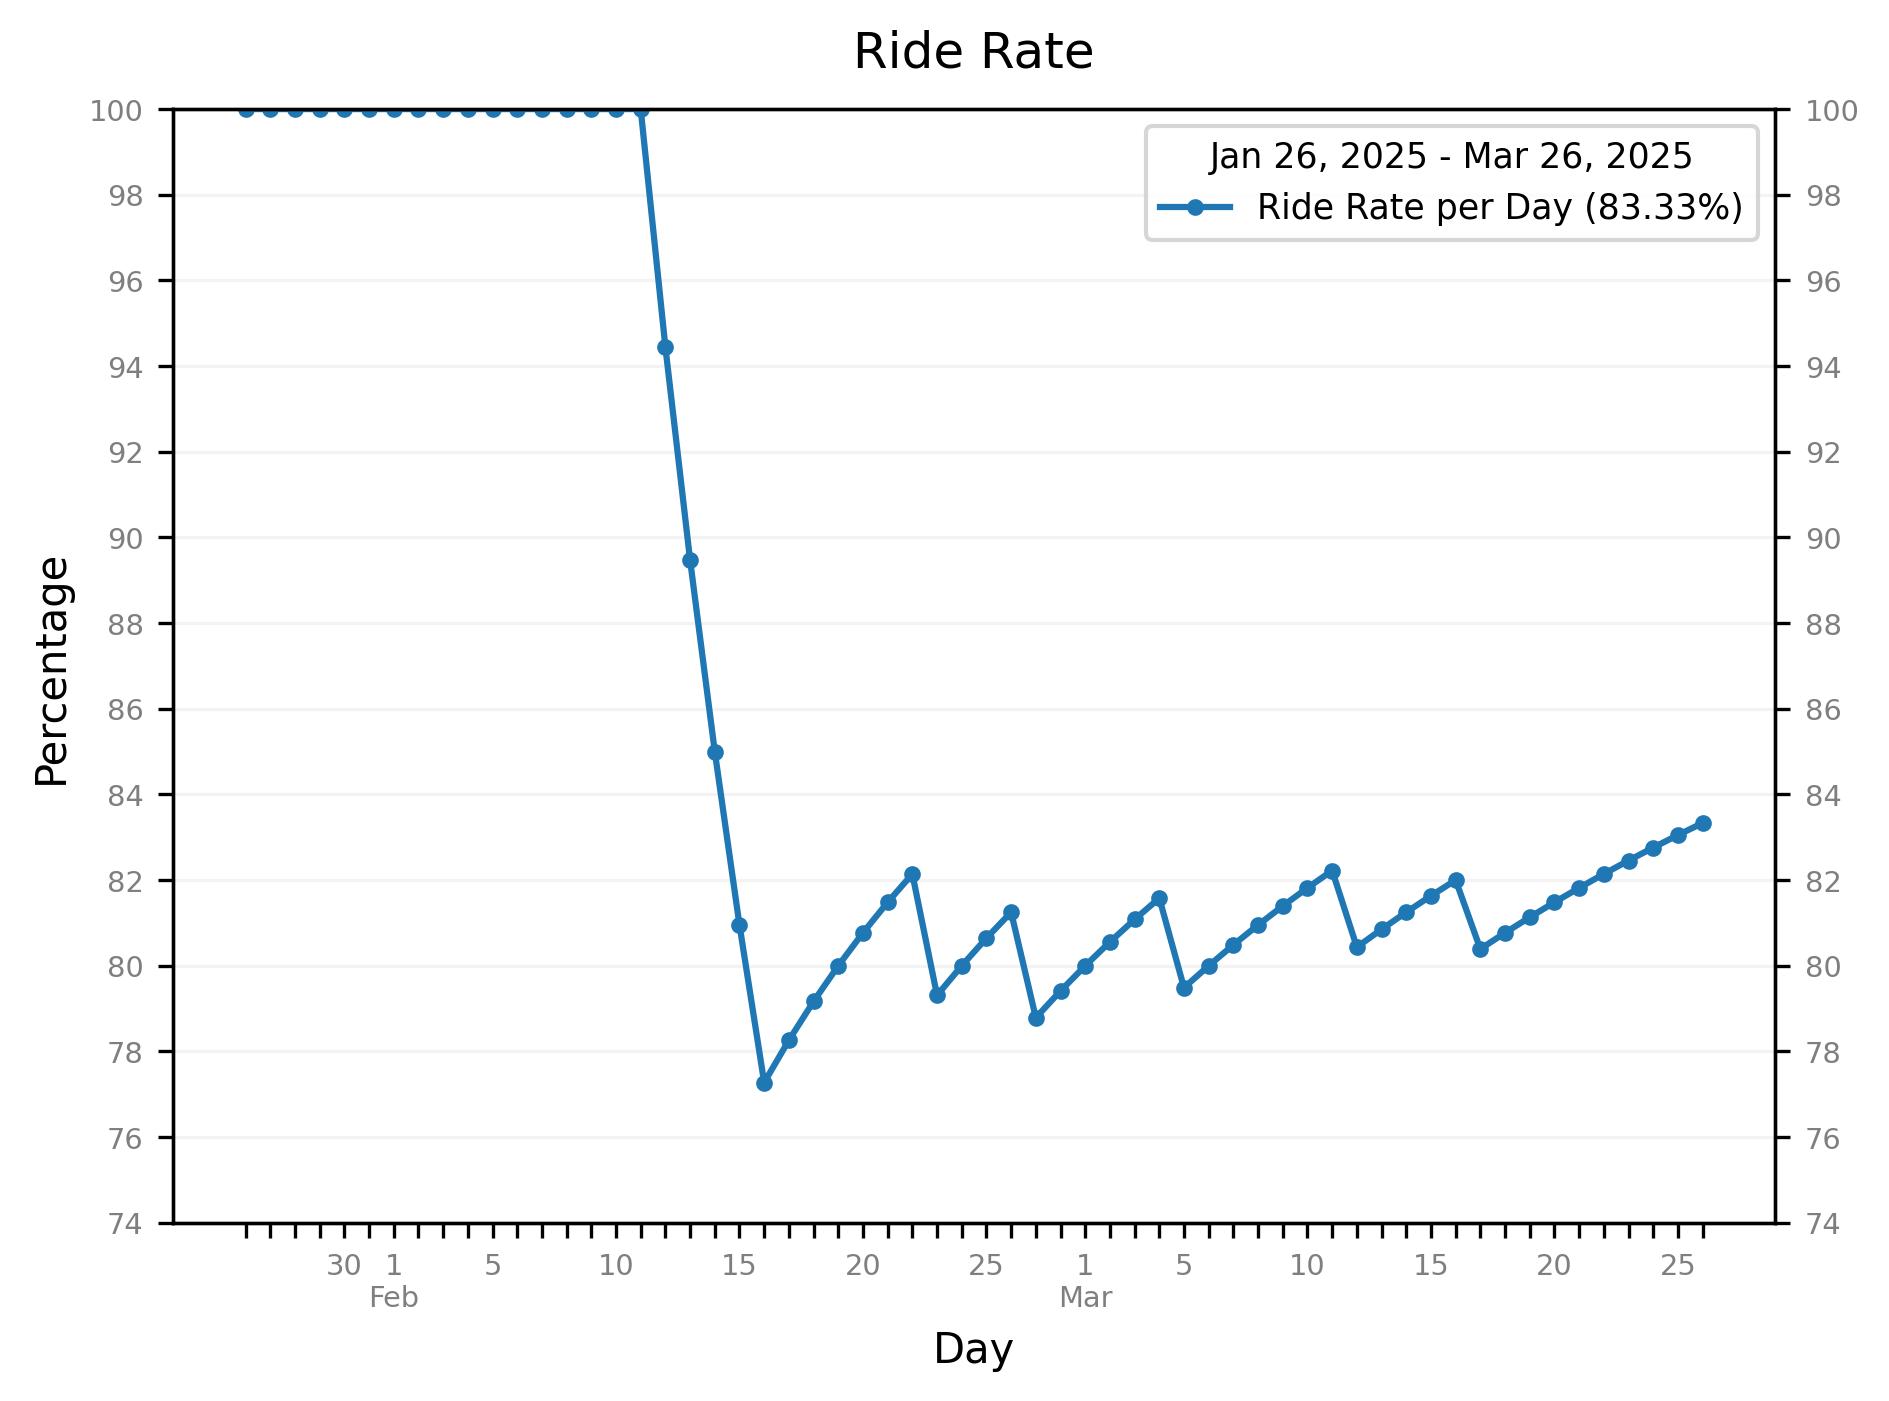 Ride Rate
Jan 26, 2025 - Mar 26, 2025
Ride Rate per Day (83.33%)
Percentage
100 100
98 98
96 96
94 94
92 92
90 90
88 88
86 86
84 84
82 82
80 80
78 78
76 76
74 74
30 1 5 10 15 20 25 1 5 10 15 20 25
Feb Mar
Day